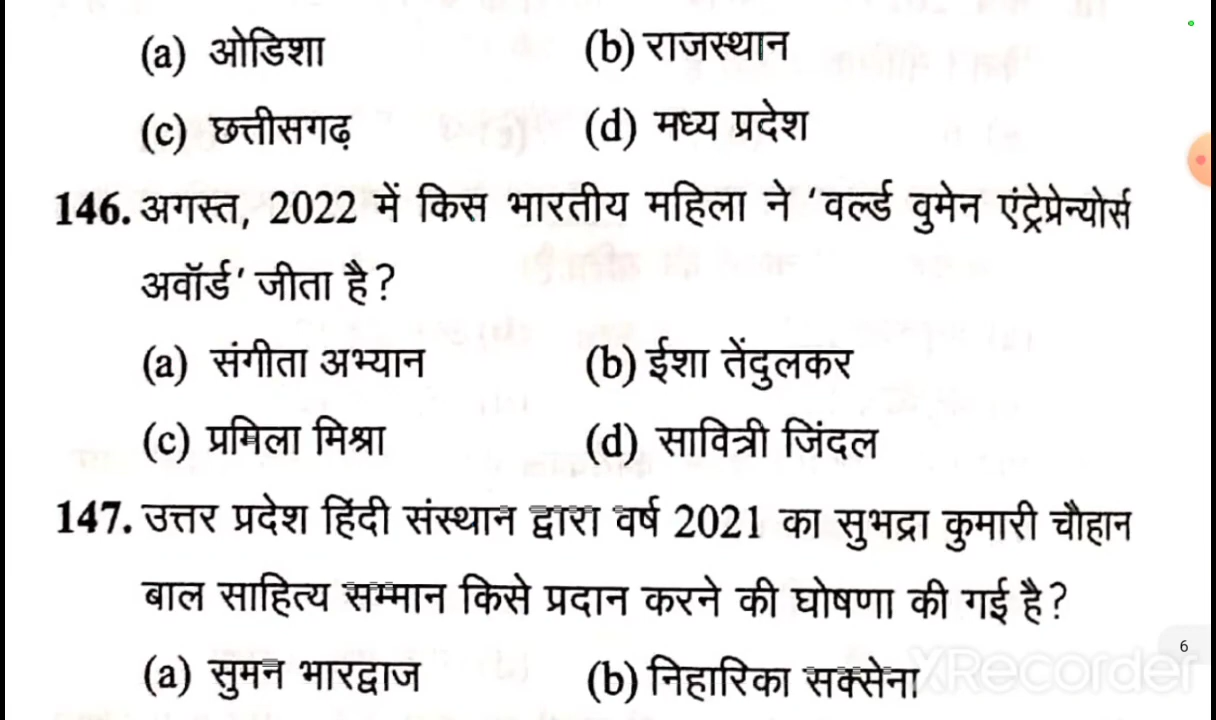 (a) ओडिशा (b) राजस्थान
(c) छत्तीसगढ़ (d) मध्य प्रदेश
146. अगस्त, 2022 में किस भारतीय महिला ने 'वर्ल्ड वुमेन एंट्रेप्रेन्योर्स
अवॉर्ड' जीता है?
(a) संगीता अभ्यान (b) ईशा तेंदुलकर
(c) प्रमिला मिश्रा (d) सावित्री जिंदल
147. उत्तर प्रदेश हिंदी संस्थान द्वारा वर्ष 2021 का सुभद्रा कुमारी चौहान
बाल साहित्य सम्मान किसे प्रदान करने की घोषणा की गई है?
6
(a) सुमन भारद्वाज (b) निहारिका सक्सेना
XRecorder